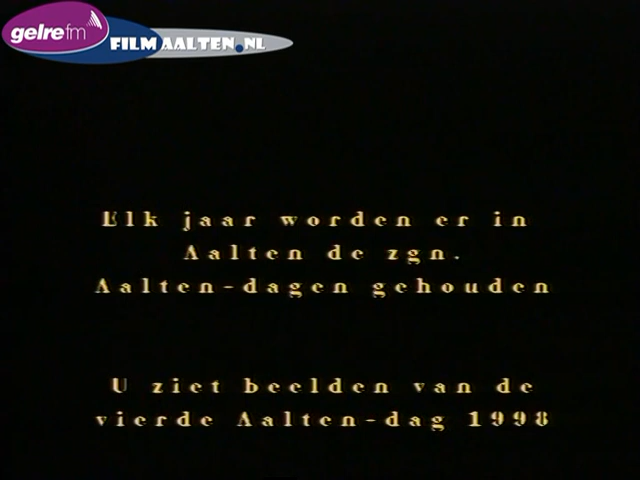 gelre fm
FILMAALTEN.NL
Elk jaar worden er in
Aalten de zgn.
Aalten-dagen gehouden
U ziet beelden van de
vierde Aalten-dag 1998